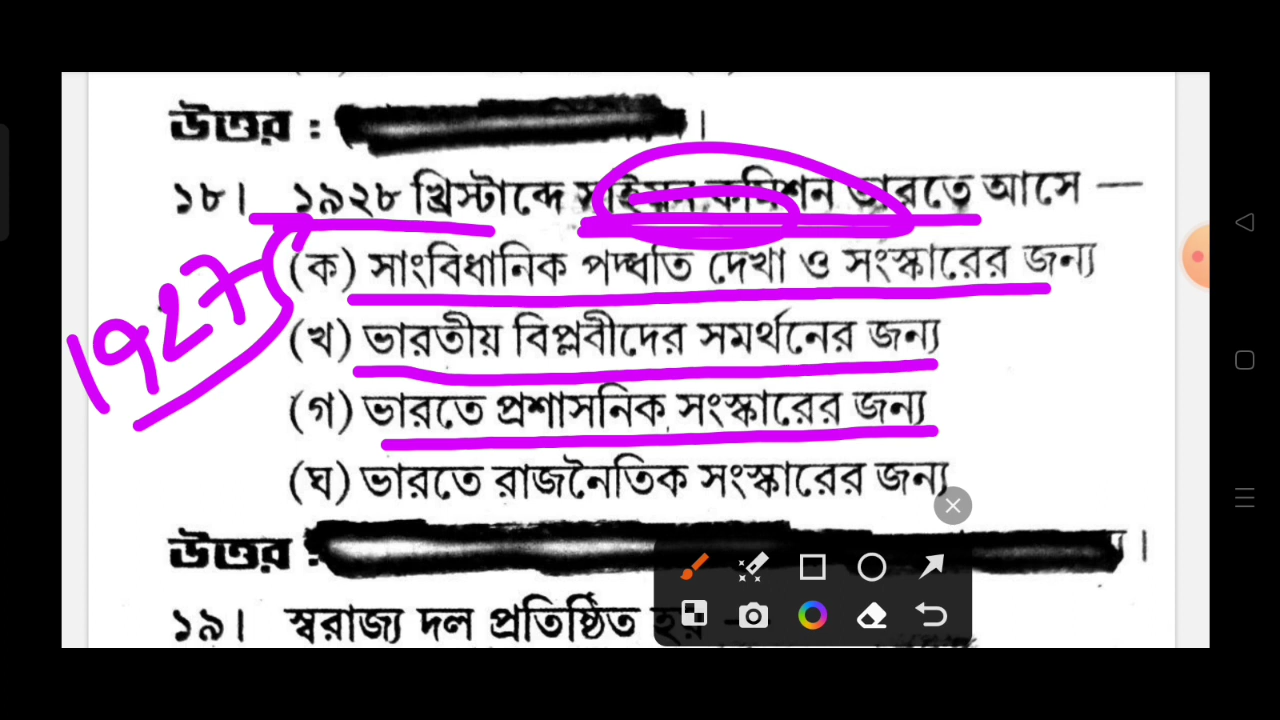 উত্তর :
।
১৮। ১৯২৮ খ্রিস্টাব্দে সাইমন কমিশন ভারতে আসে —
(ক) সাংবিধানিক পদ্ধতি দেখা ও সংস্কারের জন্য
1927
(খ) ভারতীয় বিপ্লবীদের সমর্থনের জন্য
(গ) ভারতে প্রশাসনিক সংস্কারের জন্য
(ঘ) ভারতে রাজনৈতিক সংস্কারের জন্য
উত্তর :
।
১৯। স্বরাজ্য দল প্রতিষ্ঠিত হয় —